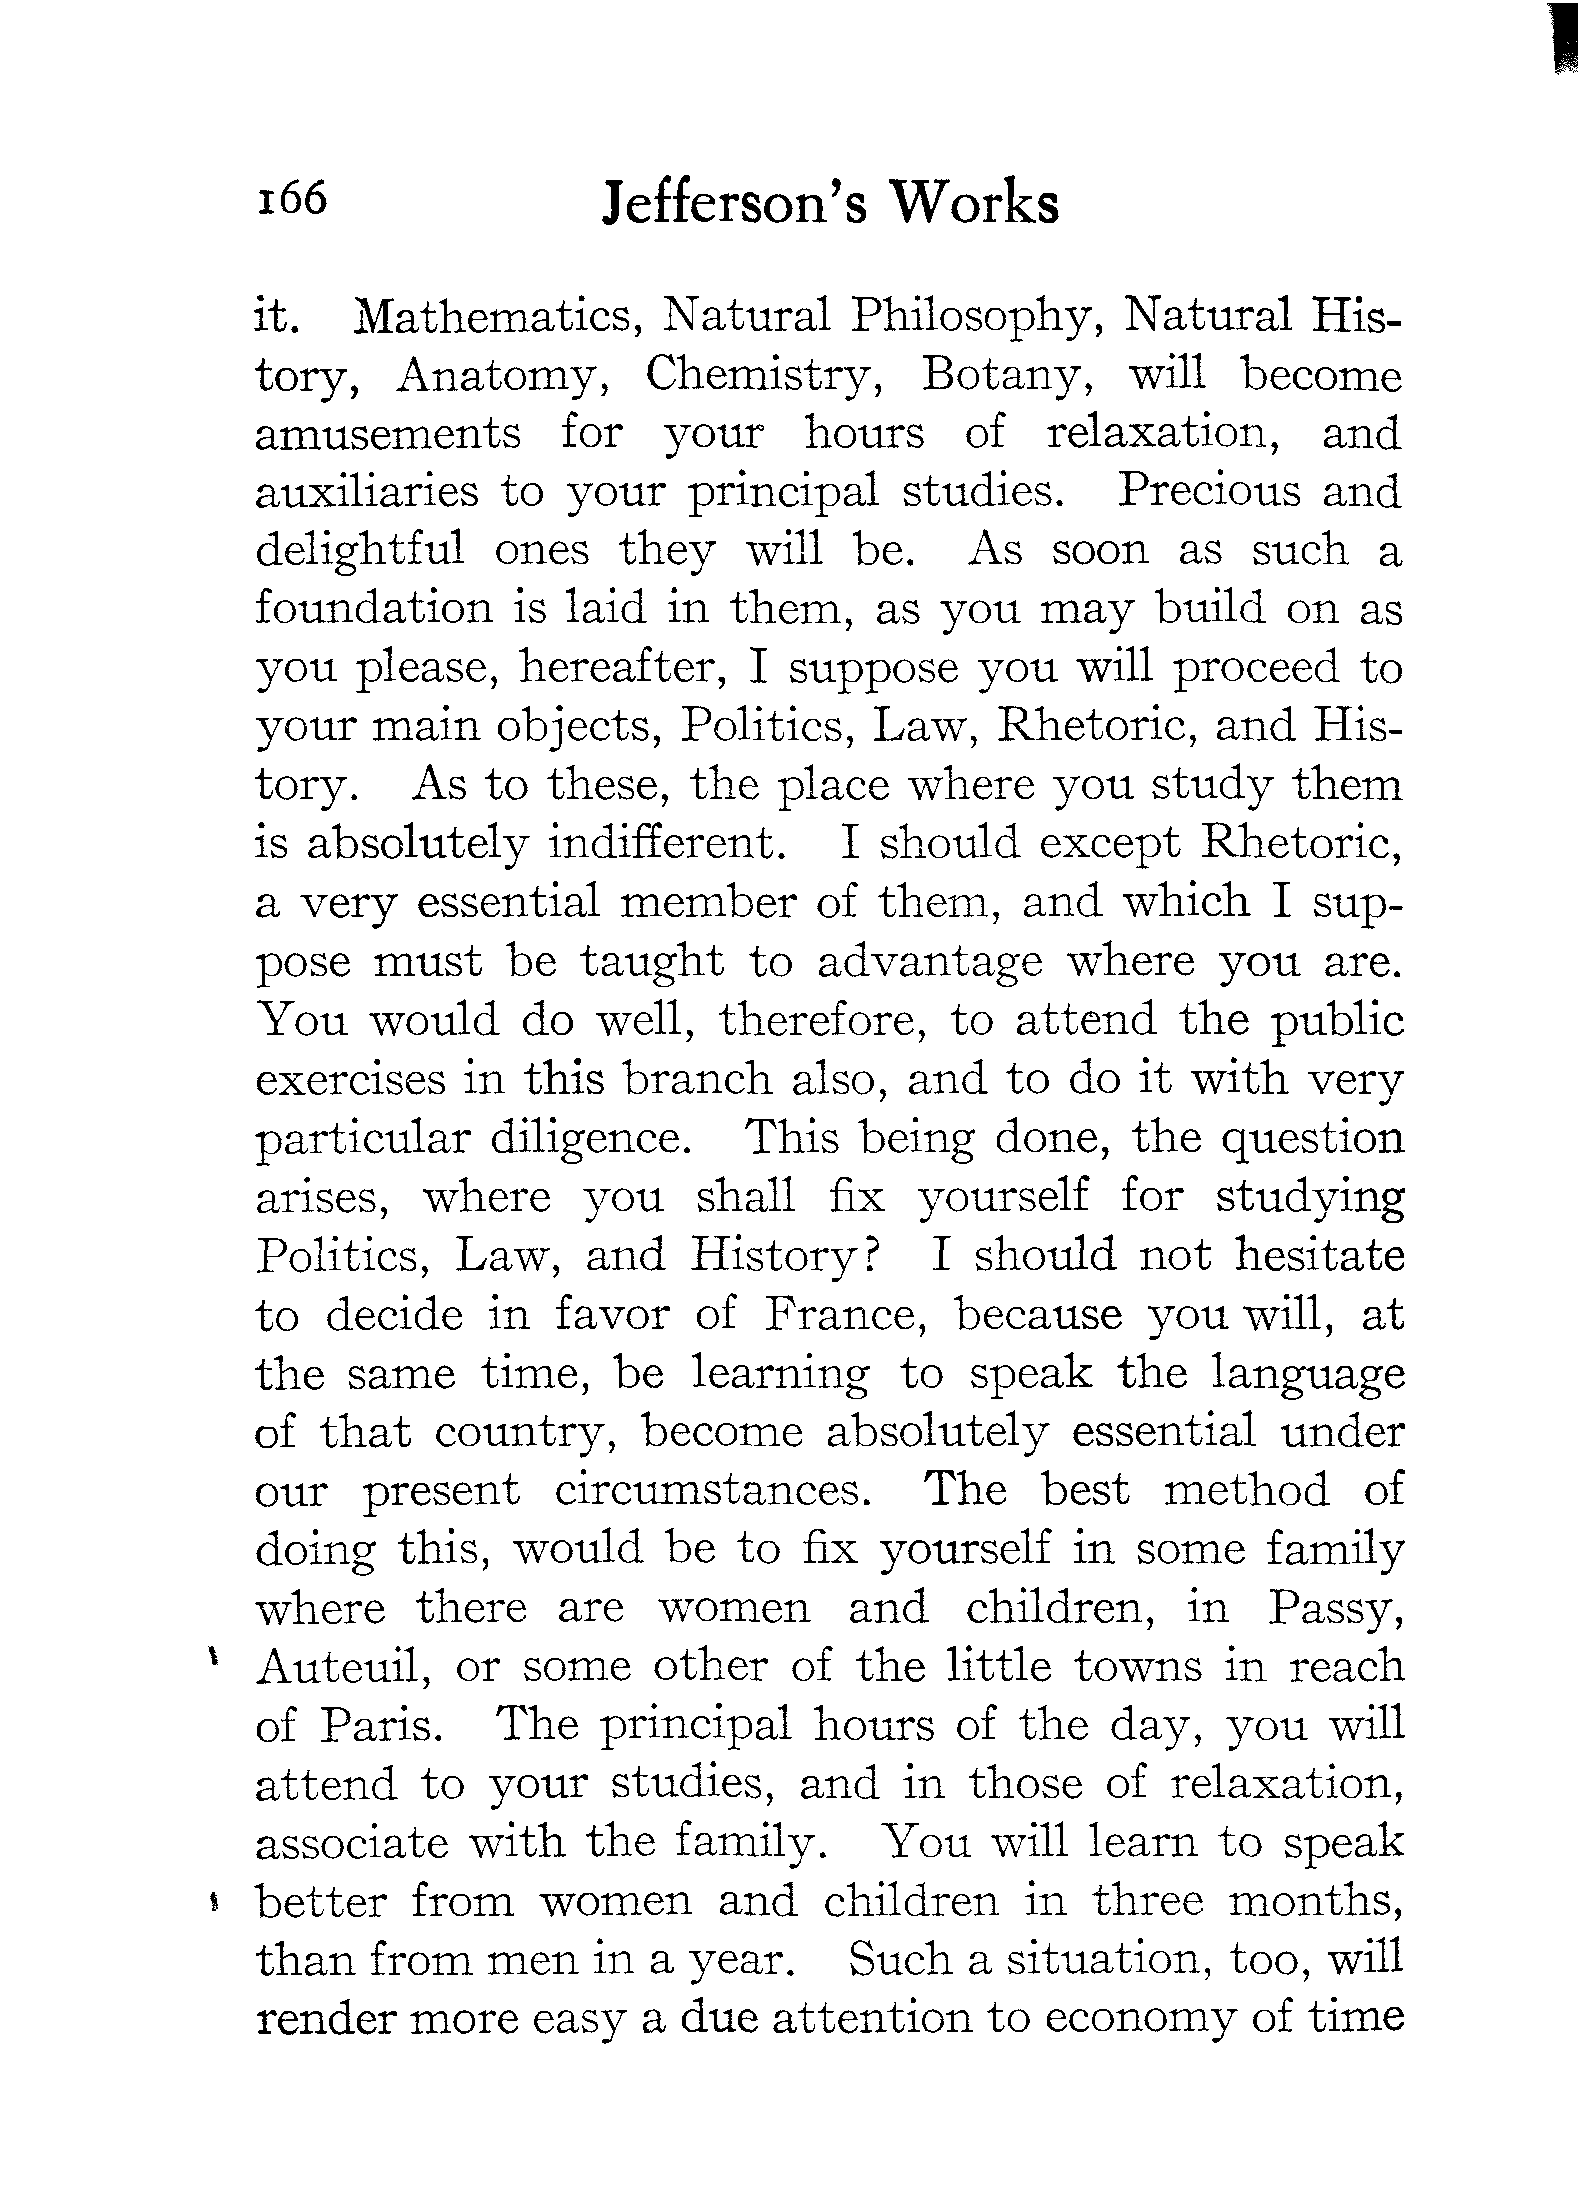 166 Jefferson's Works
it. Mathematics, Natural Philosophy, Natural His-
tory, Anatomy, Chemistry, Botany, will become
amusements for your hours of relaxation, and
auxiliaries to your principal studies. Precious and
delightful ones they will be. As soon as such a
foundation is laid in them, as you may build on as
you please, hereafter, I suppose you will proceed to
your main objects, Politics, Law, Rhetoric, and His-
tory. As to these, the place where you study them
is absolutely indifferent. I should except Rhetoric,
a very essential member of them, and which I sup-
pose must be taught to advantage where you are.
You would do well, therefore, to attend the public
exercises in this branch also, and to do it with very
particular diligence. This being done, the question
arises, where you shall fix yourself for studying
Politics, Law, and History? I should not hesitate
to decide in favor of France, because you will, at
the same time, be learning to speak the language
of that country, become absolutely essential under
our present circumstances. The best method of
doing this, would be to fix yourself in some family
where there are women and children, in Passy,
Auteuil, or some other of the little towns in reach
of Paris. The principal hours of the day, you will
attend to your studies, and in those of relaxation,
associate with the family. You will learn to speak
better from women and children in three months,
than from men in a year. Such a situation, too, will
render more easy a due attention to economy of time